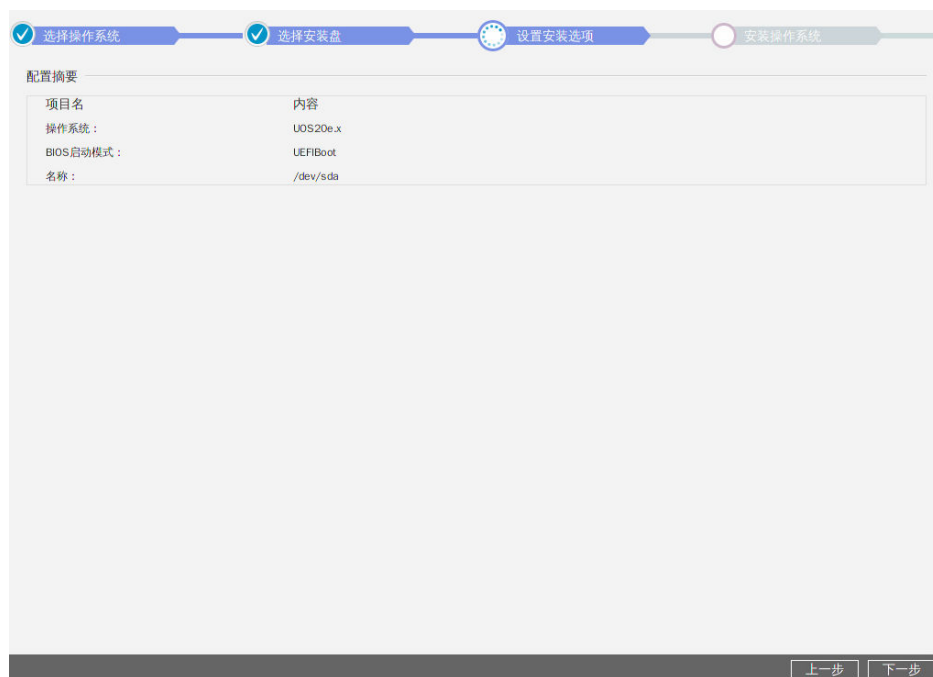 选择操作系统 选择安装盘 设置安装选项 安装操作系统
配置摘要
项目名 内容
操作系统： UOS20e.x
BIOS启动模式： UEFIBoot
名称： /dev/sda
上一步 下一步